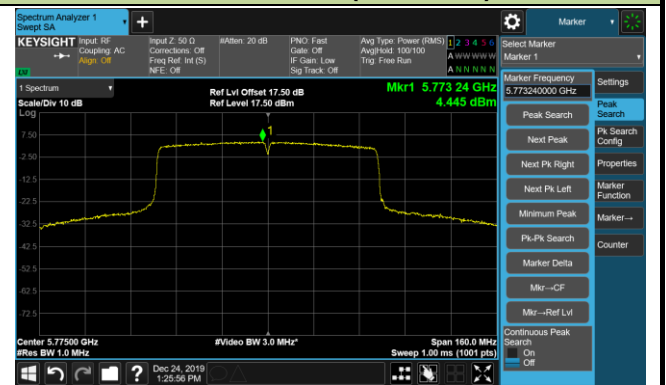 Spectrum Analyzer 1
Swept SA
+
Marker
KEYSIGHT
Input: RF
Coupling: AC
Align: Off
Input Z: 50 Ω
Corrections: Off
Freq Ref: Int (S)
NFE: Off
#Atten: 20 dB
PNO: Fast
Gate: Off
IF Gain: Low
Sig Track: Off
Avg Type: Power (RMS)
Avg|Hold: 100/100
Trig: Free Run
1 2 3 4 5 6
A W W W W W
A N N N N N
LXI
Select Marker
Marker 1
1 Spectrum
Scale/Div 10 dB
Log
Ref Lvl Offset 17.50 dB
Ref Level 17.50 dBm
Mkr1 5.773 24 GHz
4.445 dBm
1
7.50
-2.50
-12.5
-22.5
-32.5
-42.5
-52.5
-62.5
-72.5
Center 5.77500 GHz
#Res BW 1.0 MHz
#Video BW 3.0 MHz*
Span 160.0 MHz
Sweep 1.00 ms (1001 pts)
Marker Frequency
5.773240000 GHz
Peak Search
Next Peak
Next Pk Right
Next Pk Left
Minimum Peak
Pk-Pk Search
Marker Delta
Mkr→CF
Mkr→Ref Lvl
Continuous Peak
Search
On
Off
Settings
Peak
Search
Pk Search
Config
Properties
Marker
Function
Marker→
Counter
?
Dec 24, 2019
1:25:56 PM